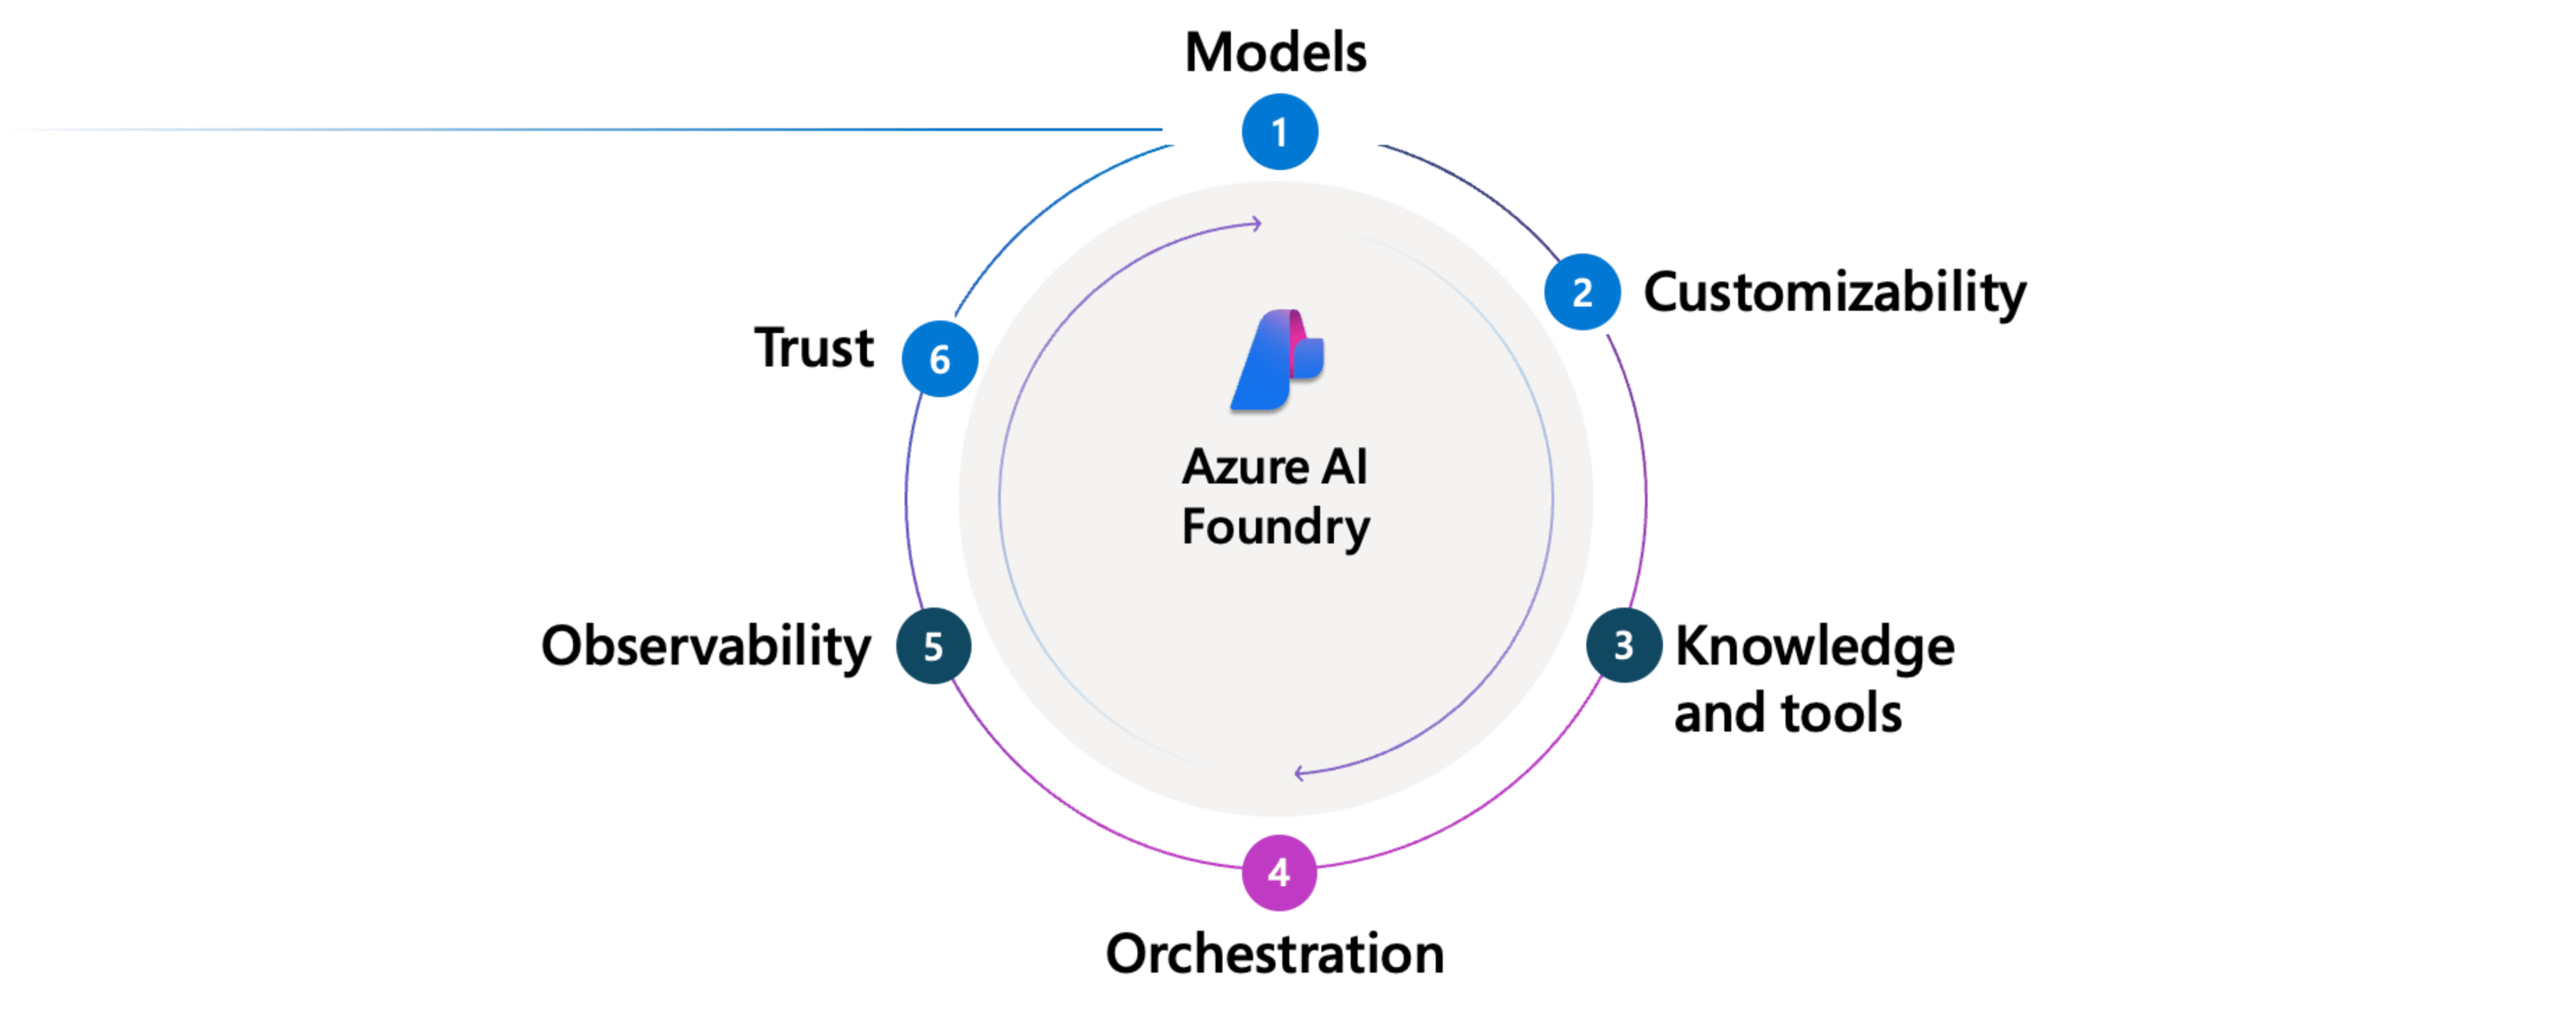 Models
1
2
Customizability
Trust
6
Azure AI
Foundry
Observability
5
3
Knowledge
and tools
4
Orchestration